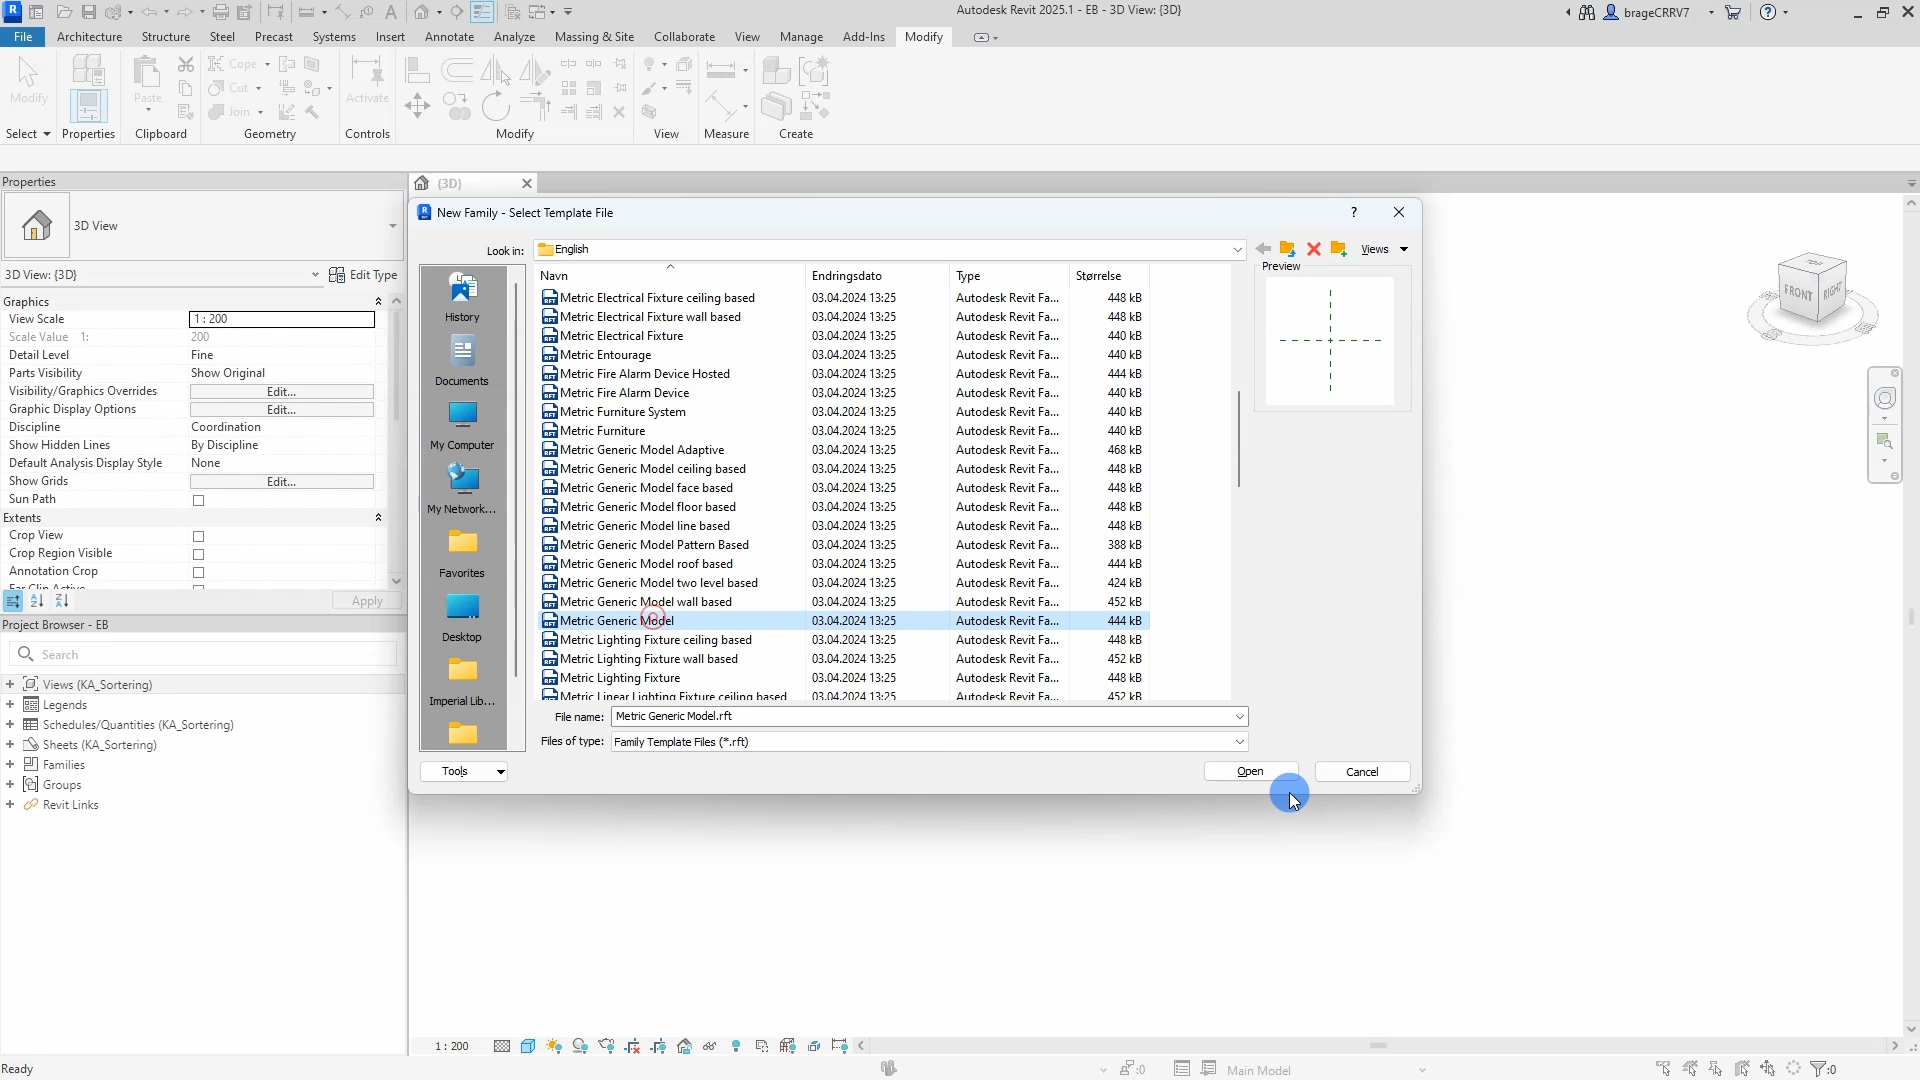 Autodesk Revit 2025.1 - EB - 3D View: {3D}
brageCRRV7
File Architecture Structure Steel Precast Systems Insert Annotate Analyze Massing & Site Collaborate View Manage Add-Ins Modify
Modify Paste Cope Cut Join Activate
Select Properties Clipboard Geometry Controls Modify View Measure Create
Properties
{3D}
3D View
3D View: {3D} Edit Type
Graphics
View Scale 1 : 200
Scale Value 1: 200
Detail Level Fine
Parts Visibility Show Original
Visibility/Graphics Overrides Edit...
Graphic Display Options Edit...
Discipline Coordination
Show Hidden Lines By Discipline
Default Analysis Display Style None
Show Grids Edit...
Sun Path
Extents
Crop View
Crop Region Visible
Annotation Crop
Far Clip Active
Apply
Project Browser - EB
Search
Views (KA_Sortering)
Legends
Schedules/Quantities (KA_Sortering)
Sheets (KA_Sortering)
Families
Groups
Revit Links
New Family - Select Template File
Look in: English Views
Preview
History
Documents
My Computer
My Network...
Favorites
Desktop
Imperial Lib...
Navn Endringsdato Type Størrelse
Metric Electrical Fixture ceiling based 03.04.2024 13:25 Autodesk Revit Fa... 448 kB
Metric Electrical Fixture wall based 03.04.2024 13:25 Autodesk Revit Fa... 448 kB
Metric Electrical Fixture 03.04.2024 13:25 Autodesk Revit Fa... 440 kB
Metric Entourage 03.04.2024 13:25 Autodesk Revit Fa... 440 kB
Metric Fire Alarm Device Hosted 03.04.2024 13:25 Autodesk Revit Fa... 444 kB
Metric Fire Alarm Device 03.04.2024 13:25 Autodesk Revit Fa... 440 kB
Metric Furniture System 03.04.2024 13:25 Autodesk Revit Fa... 440 kB
Metric Furniture 03.04.2024 13:25 Autodesk Revit Fa... 440 kB
Metric Generic Model Adaptive 03.04.2024 13:25 Autodesk Revit Fa... 468 kB
Metric Generic Model ceiling based 03.04.2024 13:25 Autodesk Revit Fa... 448 kB
Metric Generic Model face based 03.04.2024 13:25 Autodesk Revit Fa... 448 kB
Metric Generic Model floor based 03.04.2024 13:25 Autodesk Revit Fa... 448 kB
Metric Generic Model line based 03.04.2024 13:25 Autodesk Revit Fa... 448 kB
Metric Generic Model Pattern Based 03.04.2024 13:25 Autodesk Revit Fa... 388 kB
Metric Generic Model roof based 03.04.2024 13:25 Autodesk Revit Fa... 444 kB
Metric Generic Model two level based 03.04.2024 13:25 Autodesk Revit Fa... 424 kB
Metric Generic Model wall based 03.04.2024 13:25 Autodesk Revit Fa... 452 kB
Metric Generic Model 03.04.2024 13:25 Autodesk Revit Fa... 444 kB
Metric Lighting Fixture ceiling based 03.04.2024 13:25 Autodesk Revit Fa... 448 kB
Metric Lighting Fixture wall based 03.04.2024 13:25 Autodesk Revit Fa... 452 kB
Metric Lighting Fixture 03.04.2024 13:25 Autodesk Revit Fa... 448 kB
Metric Linear Lighting Fixture ceiling based 03.04.2024 13:25 Autodesk Revit Fa... 452 kB
File name: Metric Generic Model.rft
Files of type: Family Template Files (*.rft)
Tools Open Cancel
TOP
FRONT RIGHT
1 : 200
Ready :0 Main Model :0